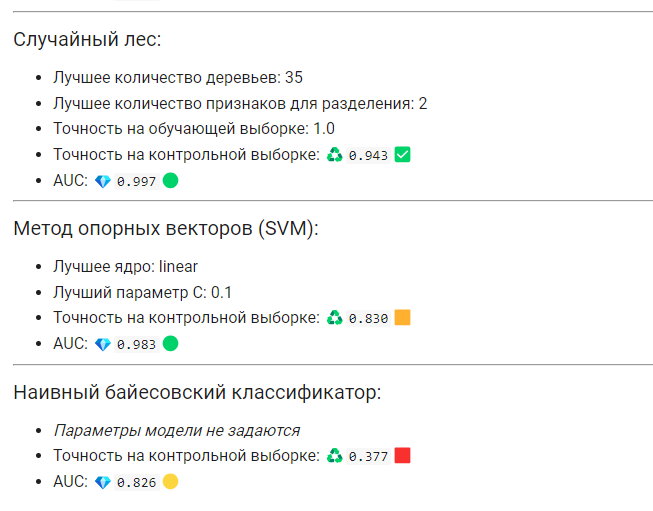 Случайный лес:
Лучшее количество деревьев: 35
Лучшее количество признаков для разделения: 2
Точность на обучающей выборке: 1.0
Точность на контрольной выборке: 0.943
AUC: 0.997
Метод опорных векторов (SVM):
Лучшее ядро: linear
Лучший параметр C: 0.1
Точность на контрольной выборке: 0.830
AUC: 0.983
Наивный байесовский классификатор:
Параметры модели не задаются
Точность на контрольной выборке: 0.377
AUC: 0.826